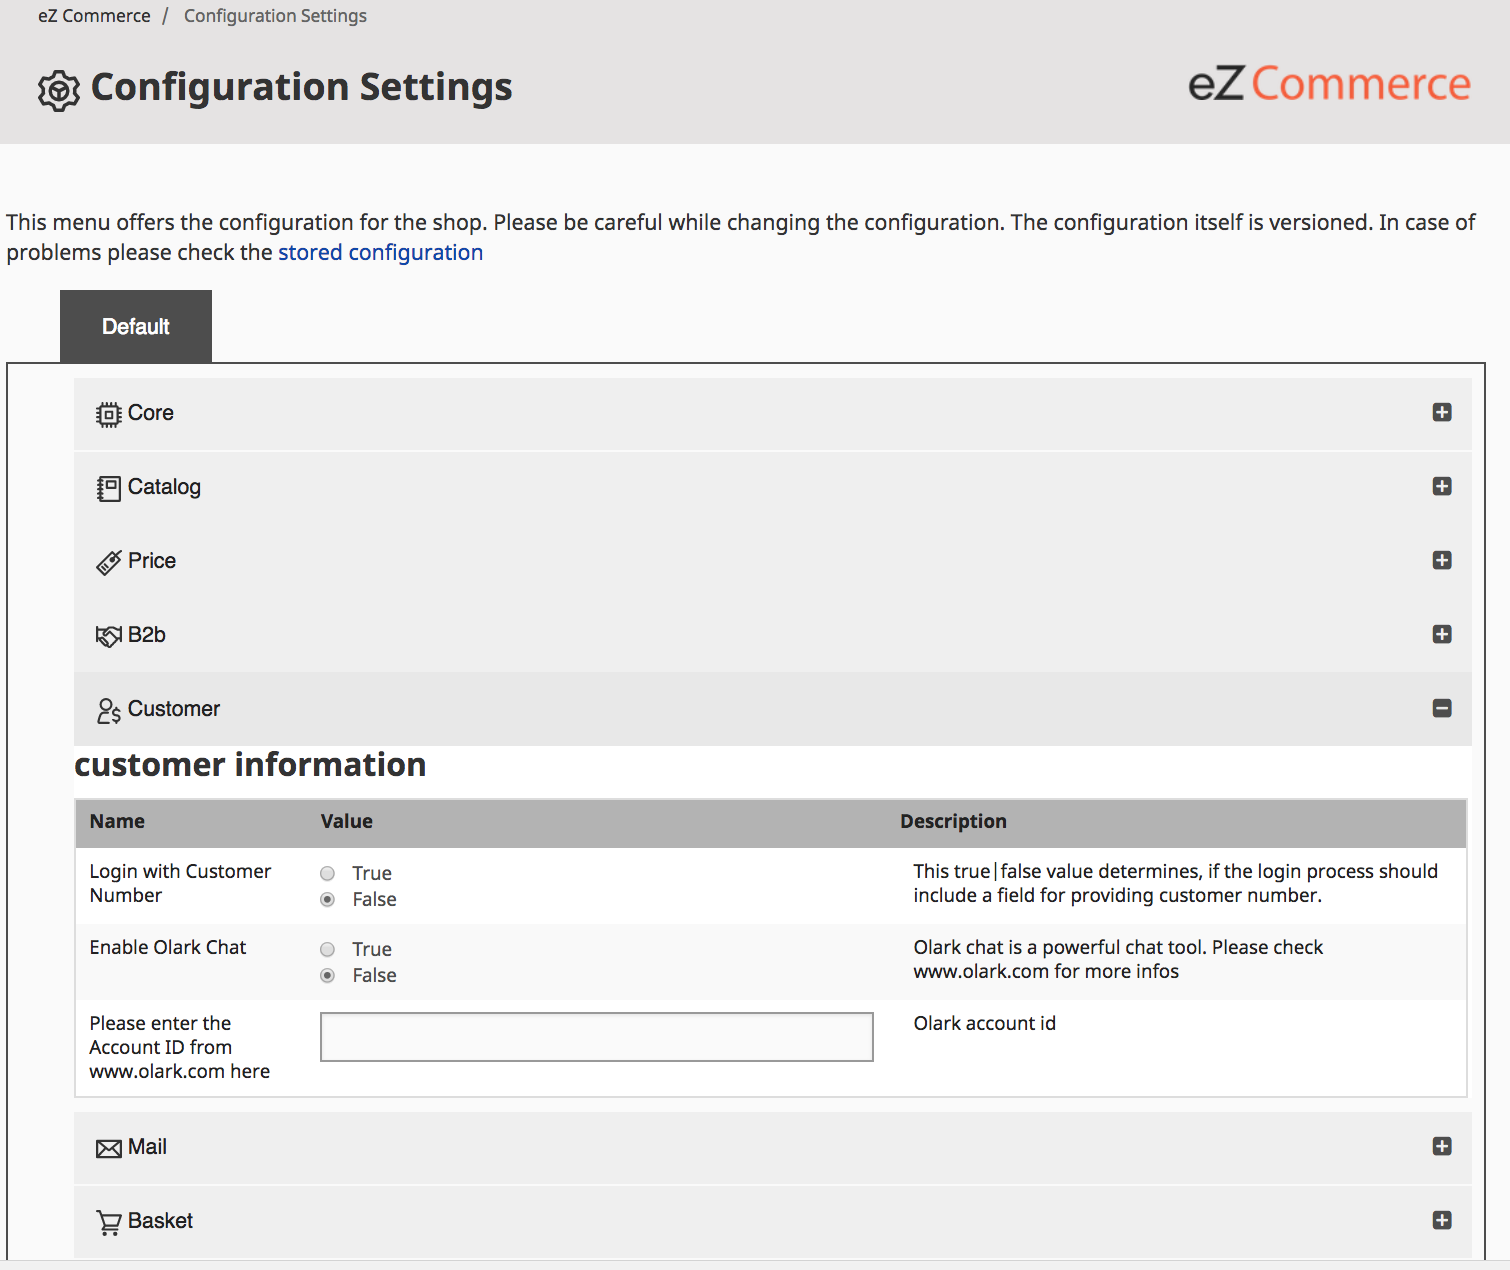 eZ Commerce / Configuration Settings
Configuration Settings
eZ Commerce
This menu offers the configuration for the shop. Please be careful while changing the configuration. The configuration itself is versioned. In case of
problems please check the stored configuration
Default
Core
Catalog
Price
B2b
Customer
customer information
Name Value Description
Login with Customer
Number
True
False
This true|false value determines, if the login process should
include a field for providing customer number.
Enable Olark Chat
True
False
Olark chat is a powerful chat tool. Please check
www.olark.com for more infos
Please enter the
Account ID from
www.olark.com here
Olark account id
Mail
Basket